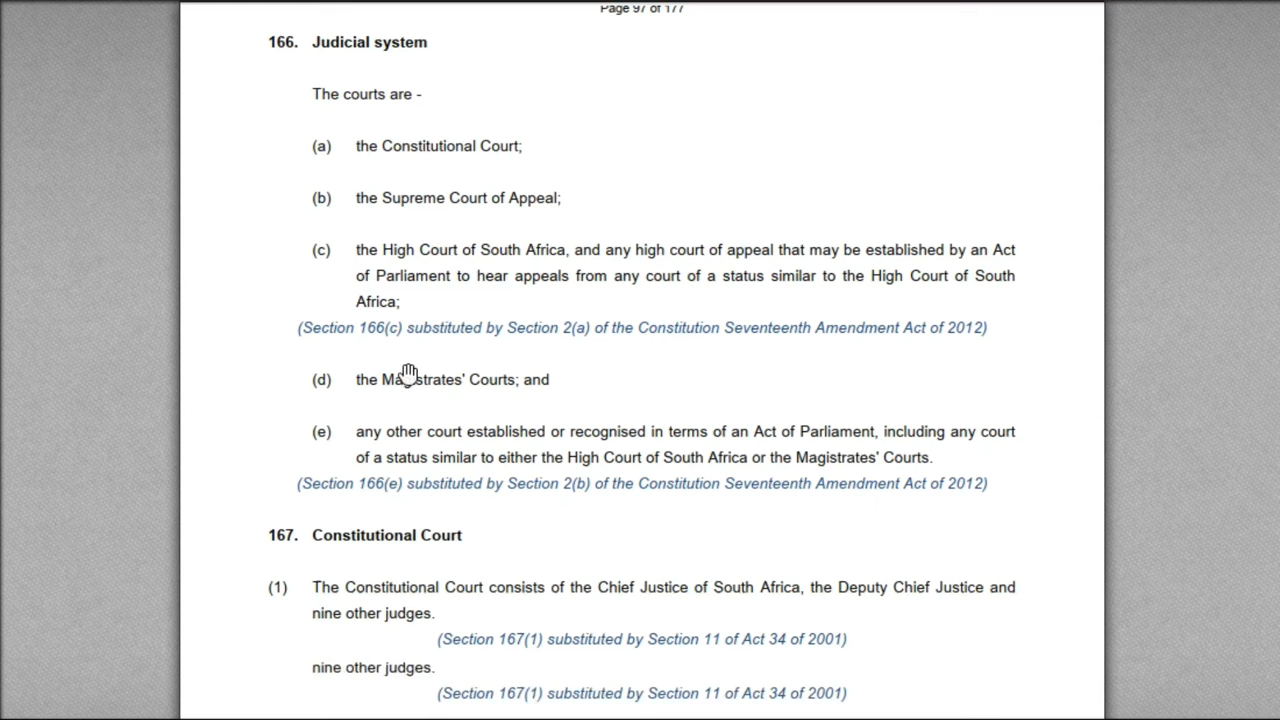 Page 97 of 177
166. Judicial system
The courts are -
(a) the Constitutional Court;
(b) the Supreme Court of Appeal;
(c) the High Court of South Africa, and any high court of appeal that may be established by an Act
of Parliament to hear appeals from any court of a status similar to the High Court of South
Africa;
(Section 166(c) substituted by Section 2(a) of the Constitution Seventeenth Amendment Act of 2012)
(d) the Magistrates' Courts; and
(e) any other court established or recognised in terms of an Act of Parliament, including any court
of a status similar to either the High Court of South Africa or the Magistrates' Courts.
(Section 166(e) substituted by Section 2(b) of the Constitution Seventeenth Amendment Act of 2012)
167. Constitutional Court
(1) The Constitutional Court consists of the Chief Justice of South Africa, the Deputy Chief Justice and
nine other judges.
(Section 167(1) substituted by Section 11 of Act 34 of 2001)
nine other judges.
(Section 167(1) substituted by Section 11 of Act 34 of 2001)